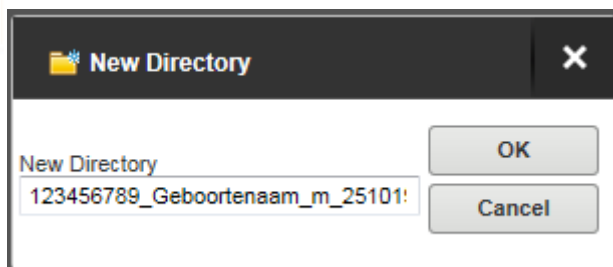 New Directory
OK
New Directory
123456789_Geboortenaam_m_25101
Cancel